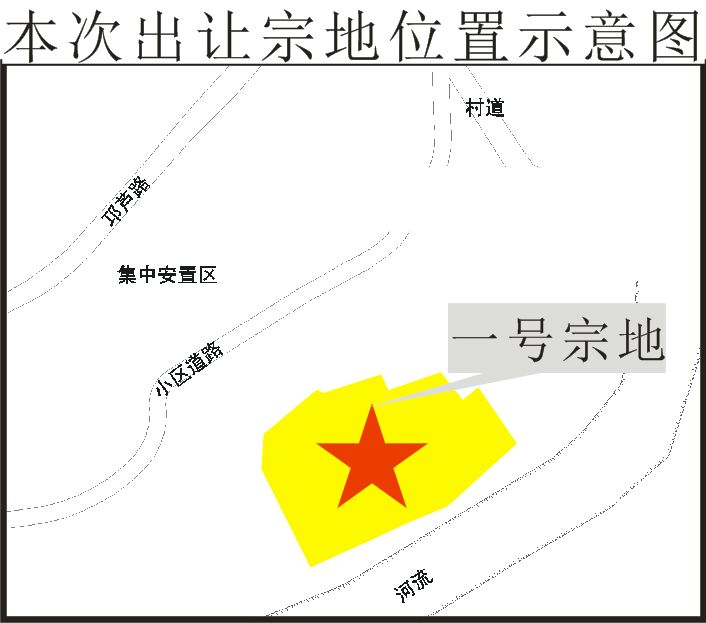 本次出让宗地位置示意图
村道
邛芦路
集中安置区
一号宗地
小区道路
河流